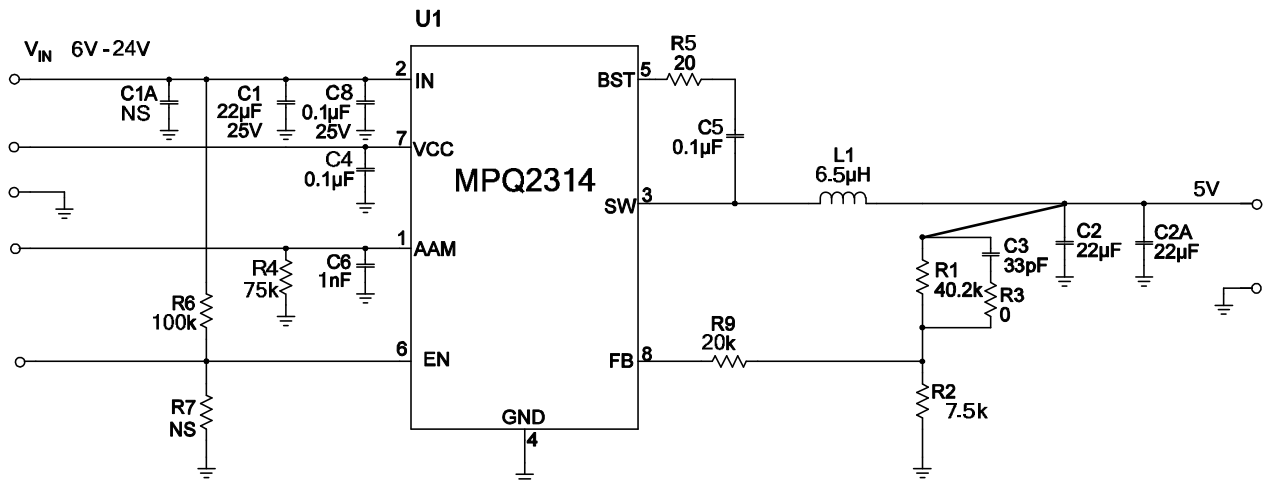 U1
V_IN 6V - 24V
C1A
NS
C1
22µF
25V
C8
0.1µF
25V
2
IN
7
VCC
C4
0.1µF
MPQ2314
1
AAM
R4
75k
C6
1nF
R6
100k
6
EN
R7
NS
GND
4
BST
5
R5
20
C5
0.1µF
SW
3
L1
6.5µH
5V
C2
22µF
C2A
22µF
C3
33pF
R1
40.2k
R3
0
FB
8
R9
20k
R2
7.5k